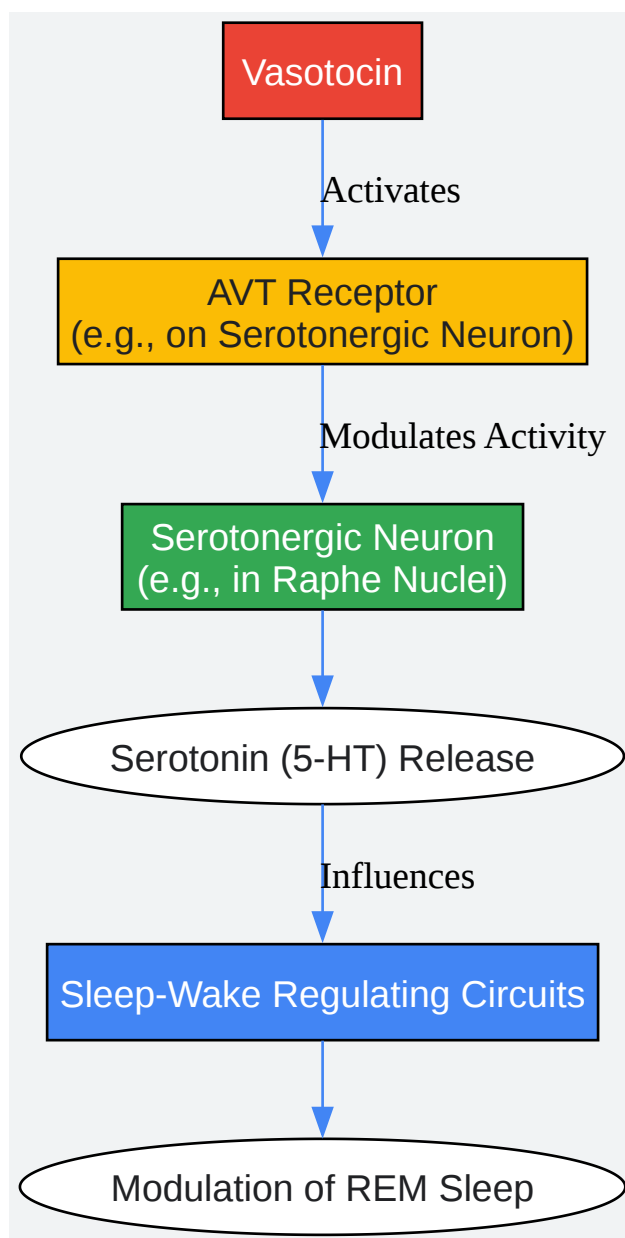 Vasotocin
Activates
AVT Receptor
(e.g., on Serotonergic Neuron)
Modulates Activity
Serotonergic Neuron
(e.g., in Raphe Nuclei)
Serotonin (5-HT) Release
Influences
Sleep-Wake Regulating Circuits
Modulation of REM Sleep